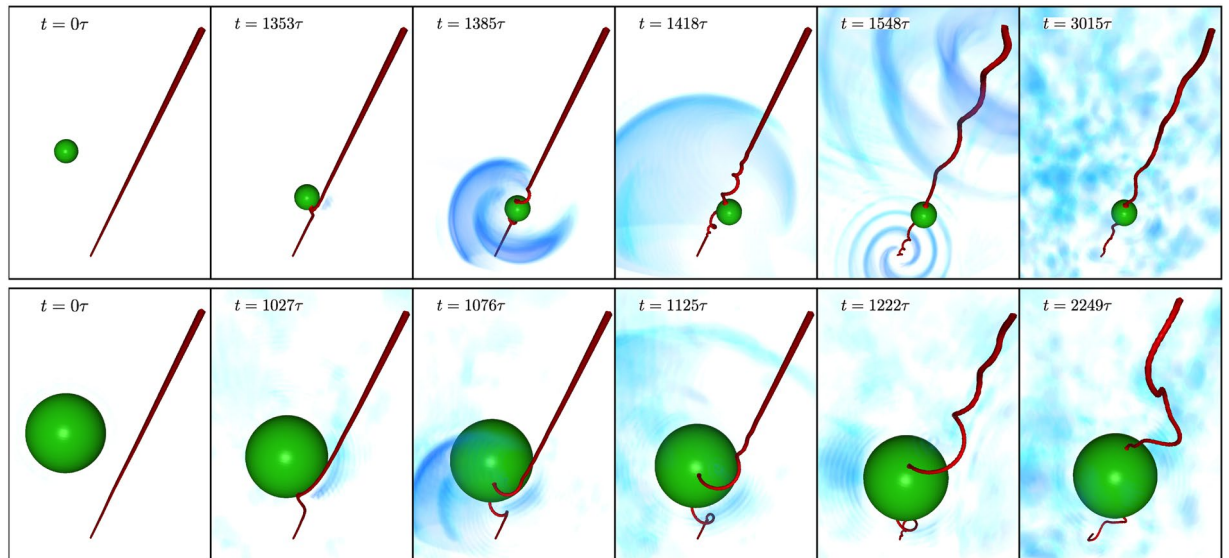 t = 0τ
t = 1353τ
t = 1385τ
t = 1418τ
t = 1548τ
t = 3015τ
t = 0τ
t = 1027τ
t = 1076τ
t = 1125τ
t = 1222τ
t = 2249τ